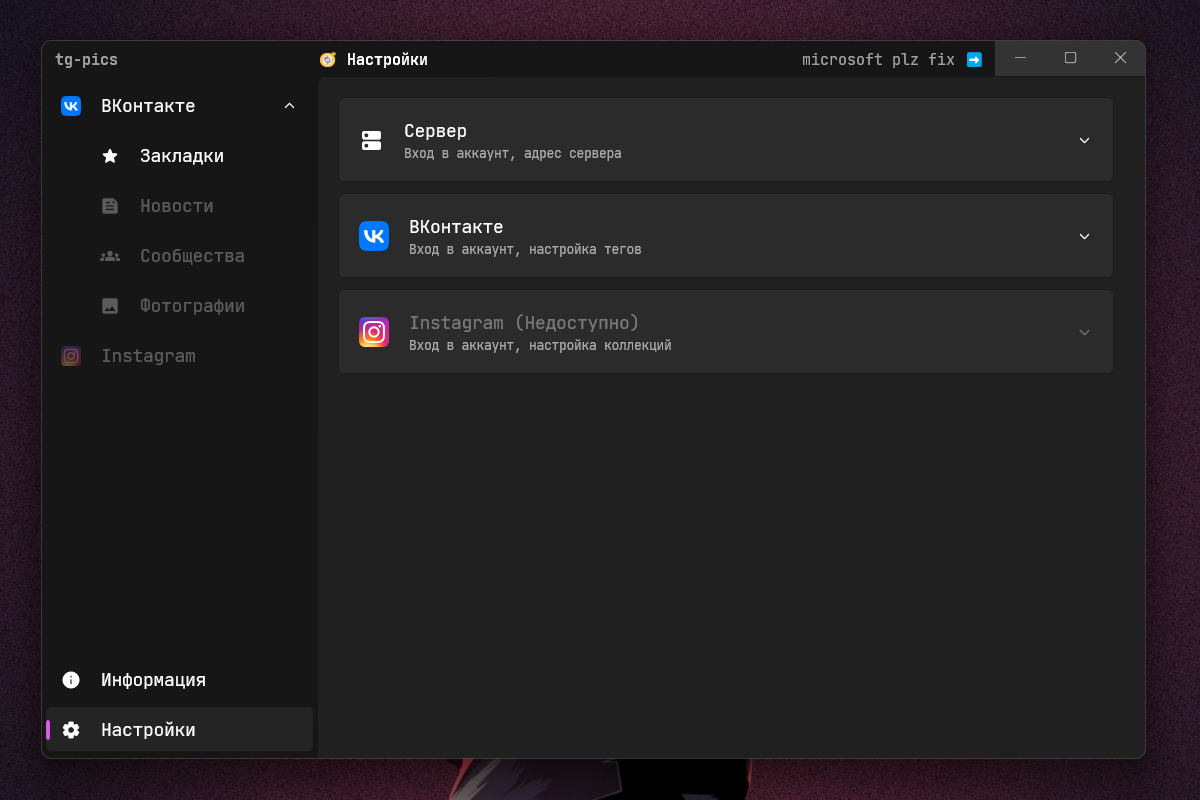 tg-pics
Настройки
microsoft plz fix ➡️
ВКонтакте
Закладки
Новости
Сообщества
Фотографии
Instagram
Информация
Настройки
Сервер
Вход в аккаунт, адрес сервера
ВКонтакте
Вход в аккаунт, настройка тегов
Instagram (Недоступно)
Вход в аккаунт, настройка коллекций